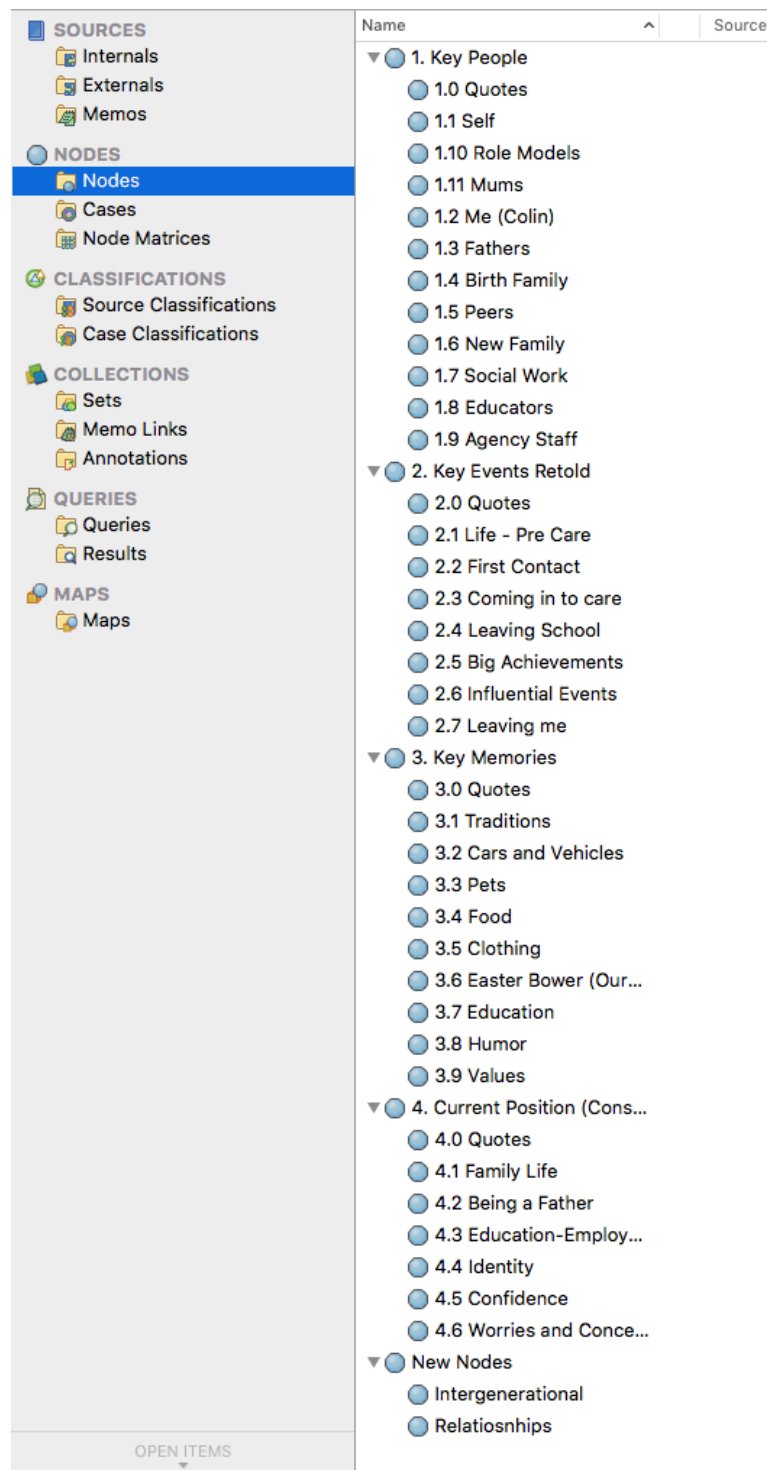 SOURCES
Internals
Externals
Memos
NODES
Nodes
Cases
Node Matrices
CLASSIFICATIONS
Source Classifications
Case Classifications
COLLECTIONS
Sets
Memo Links
Annotations
QUERIES
Queries
Results
MAPS
Maps
OPEN ITEMS
Name
Source
1. Key People
1.0 Quotes
1.1 Self
1.10 Role Models
1.11 Mums
1.2 Me (Colin)
1.3 Fathers
1.4 Birth Family
1.5 Peers
1.6 New Family
1.7 Social Work
1.8 Educators
1.9 Agency Staff
2. Key Events Retold
2.0 Quotes
2.1 Life - Pre Care
2.2 First Contact
2.3 Coming in to care
2.4 Leaving School
2.5 Big Achievements
2.6 Influential Events
2.7 Leaving me
3. Key Memories
3.0 Quotes
3.1 Traditions
3.2 Cars and Vehicles
3.3 Pets
3.4 Food
3.5 Clothing
3.6 Easter Bower (Our...
3.7 Education
3.8 Humor
3.9 Values
4. Current Position (Cons...
4.0 Quotes
4.1 Family Life
4.2 Being a Father
4.3 Education-Employ...
4.4 Identity
4.5 Confidence
4.6 Worries and Conce...
New Nodes
Intergenerational
Relatiosnhips